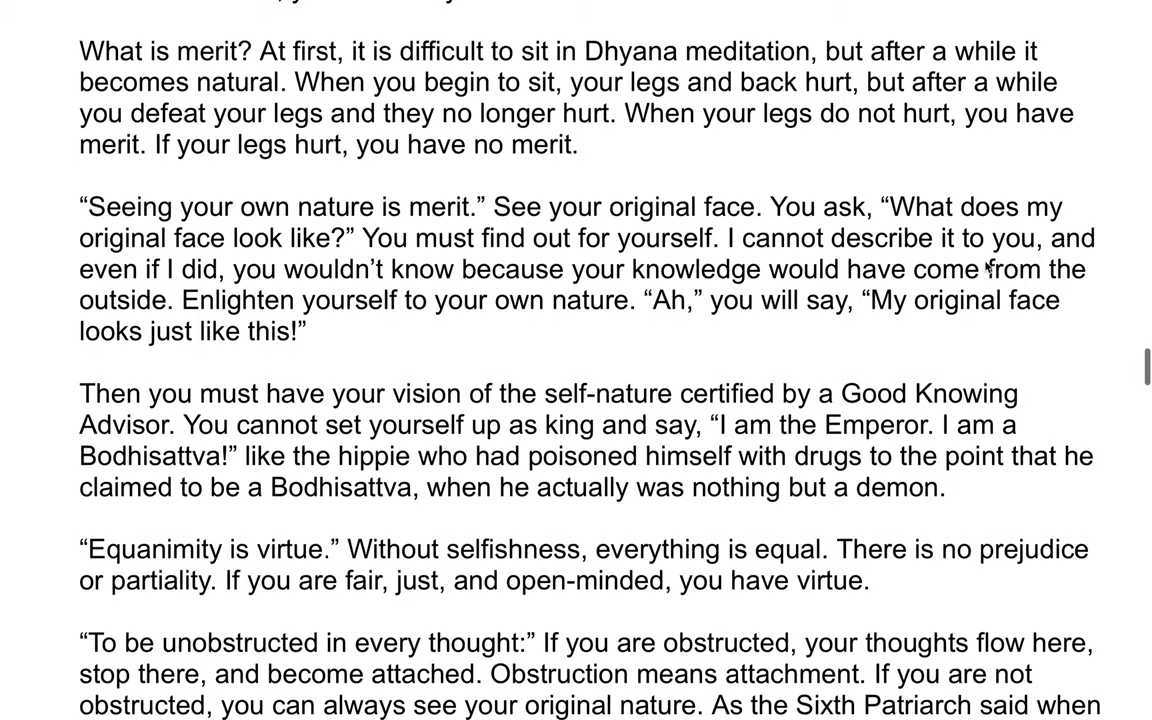 What is merit? At first, it is difficult to sit in Dhyana meditation, but after a while it
becomes natural. When you begin to sit, your legs and back hurt, but after a while
you defeat your legs and they no longer hurt. When your legs do not hurt, you have
merit. If your legs hurt, you have no merit.
“Seeing your own nature is merit.” See your original face. You ask, “What does my
original face look like?” You must find out for yourself. I cannot describe it to you, and
even if I did, you wouldn’t know because your knowledge would have come from the
outside. Enlighten yourself to your own nature. “Ah,” you will say, “My original face
looks just like this!”
Then you must have your vision of the self-nature certified by a Good Knowing
Advisor. You cannot set yourself up as king and say, “I am the Emperor. I am a
Bodhisattva!” like the hippie who had poisoned himself with drugs to the point that he
claimed to be a Bodhisattva, when he actually was nothing but a demon.
“Equanimity is virtue.” Without selfishness, everything is equal. There is no prejudice
or partiality. If you are fair, just, and open-minded, you have virtue.
“To be unobstructed in every thought:” If you are obstructed, your thoughts flow here,
stop there, and become attached. Obstruction means attachment. If you are not
obstructed, you can always see your original nature. As the Sixth Patriarch said when